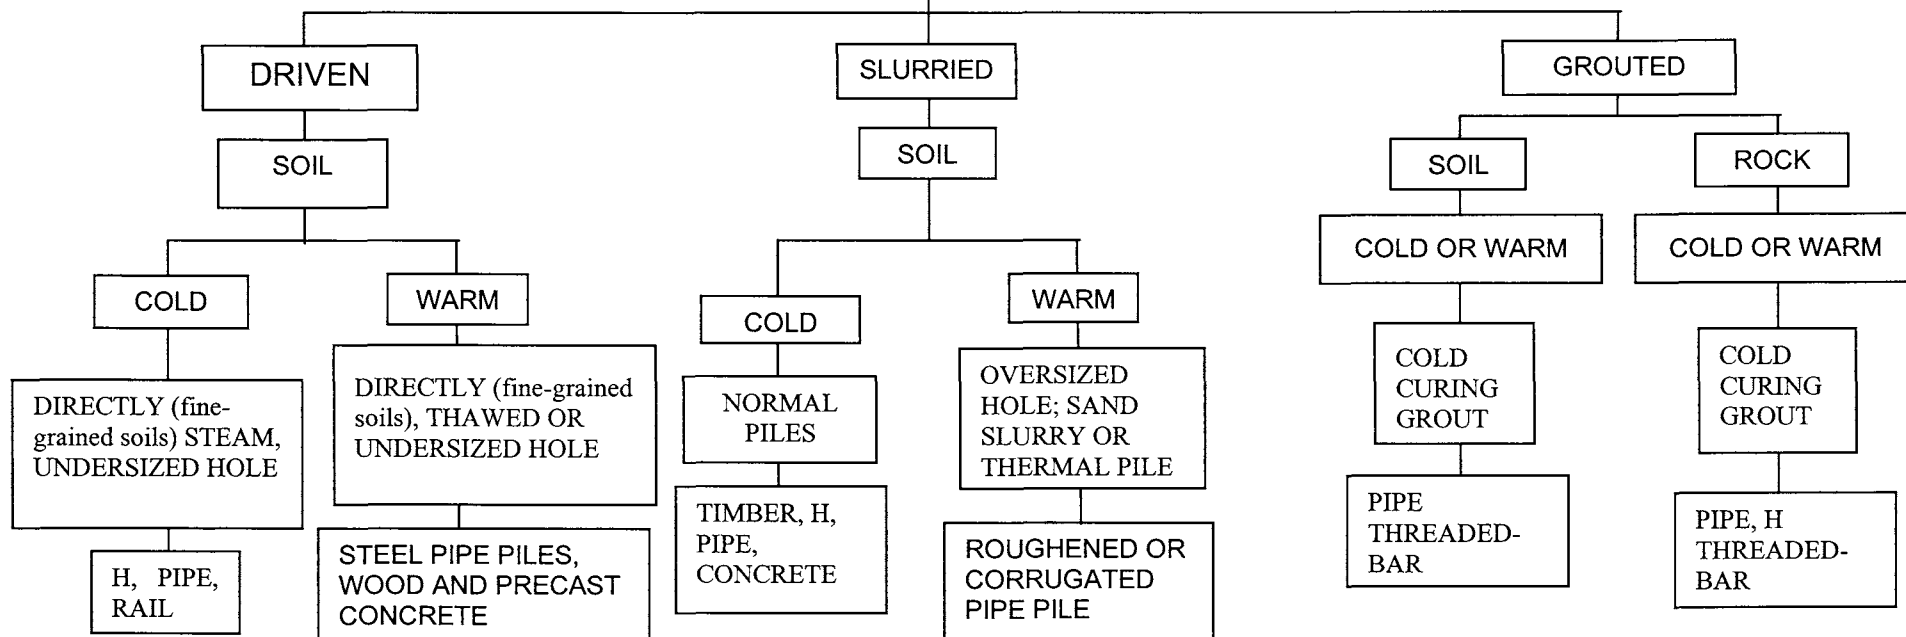 DRIVEN
SLURRIED
GROUTED
SOIL
SOIL
SOIL
ROCK
COLD
WARM
COLD
WARM
COLD OR WARM
COLD OR WARM
DIRECTLY (fine-
grained soils) STEAM,
UNDERSIZED HOLE
DIRECTLY (fine-grained
soils), THAWED OR
UNDERSIZED HOLE
NORMAL
PILES
OVERSIZED
HOLE; SAND
SLURRY OR
THERMAL PILE
COLD
CURING
GROUT
COLD
CURING
GROUT
H, PIPE,
RAIL
STEEL PIPE PILES,
WOOD AND PRECAST
CONCRETE
TIMBER, H,
PIPE,
CONCRETE
ROUGHENED OR
CORRUGATED
PIPE PILE
PIPE
THREADED-
BAR
PIPE, H
THREADED-
BAR